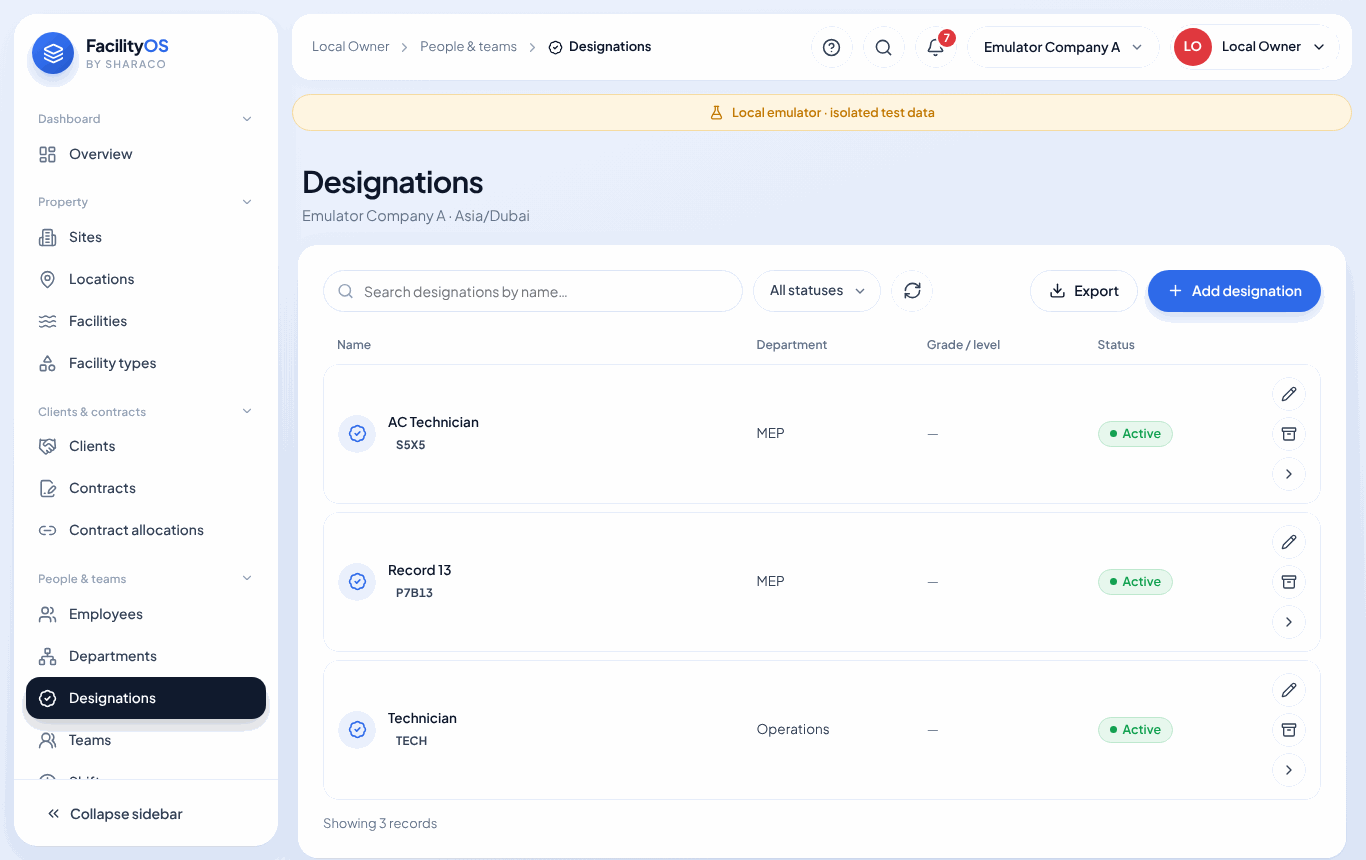 FacilityOS
BY SHARACO
Dashboard
Overview
Property
Sites
Locations
Facilities
Facility types
Clients & contracts
Clients
Contracts
Contract allocations
People & teams
Employees
Departments
Designations
Teams
Collapse sidebar
Local Owner > People & teams > Designations
7
Emulator Company A
LO
Local Owner
Local emulator · isolated test data
Designations
Emulator Company A · Asia/Dubai
Search designations by name...
All statuses
Export
Add designation
Name Department Grade / level Status
AC Technician
S5X5
MEP — Active
Record 13
P7B13
MEP — Active
Technician
TECH
Operations — Active
Showing 3 records